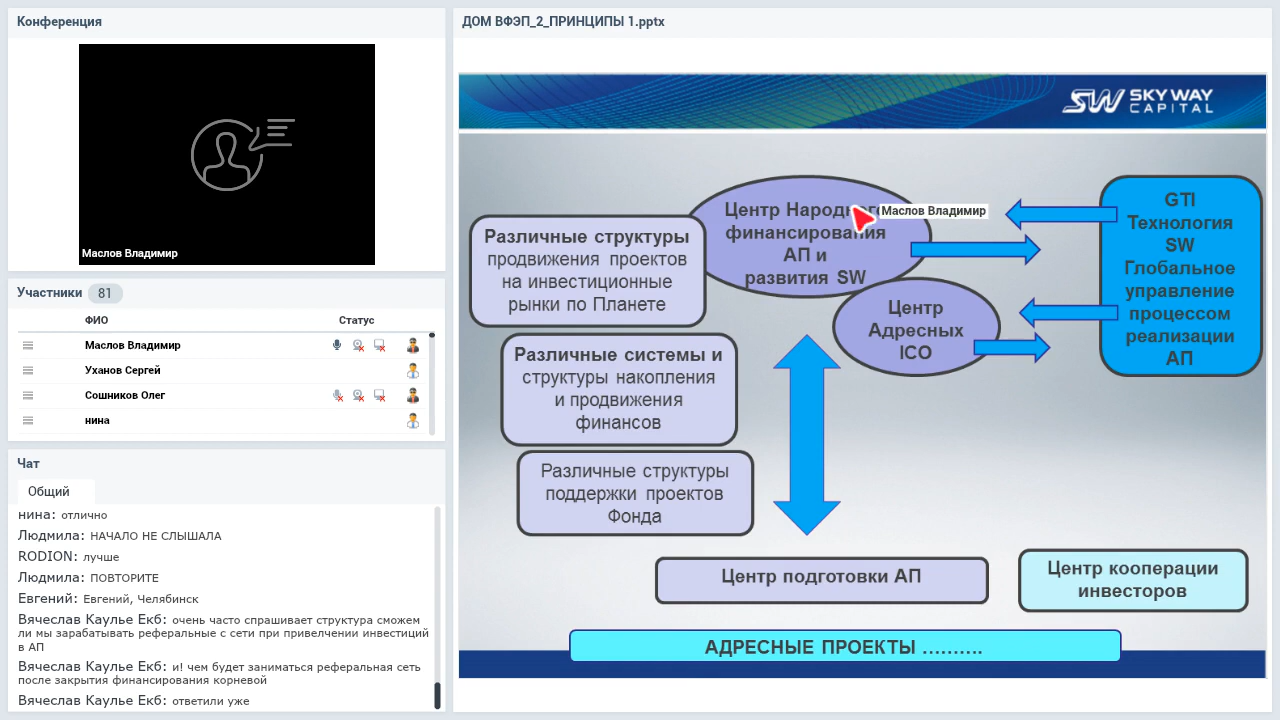 Конференция
Маслов Владимир
Участники 81
ФИО Статус
Маслов Владимир
Уханов Сергей
Сошников Олег
нина
Чат
Общий
нина: отлично
Людмила: НАЧАЛО НЕ СЛЫШАЛА
RODION: лучше
Людмила: ПОВТОРИТЕ
Евгений: Евгений, Челябинск
Вячеслав Каулье Екб: очень часто спрашивает структура сможем
ли мы зарабатывать реферальные с сети при привелчении инвестиций
в АП
Вячеслав Каулье Екб: и! чем будет заниматься реферальная сеть
после закрытия финансирования корневой
Вячеслав Каулье Екб: ответили уже
ДОМ ВФЭП_2_ПРИНЦИПЫ 1.pptx
SW SKY WAY
CAPITAL
Различные структуры
продвижения проектов
на инвестиционные
рынки по Планете
Центр Народного
финансирования
АП и
развития SW
Маслов Владимир
Центр
Адресных
ICO
GTI
Технология
SW
Глобальное
управление
процессом
реализации
АП
Различные системы и
структуры накопления
и продвижения
финансов
Различные структуры
поддержки проектов
Фонда
Центр подготовки АП
Центр кооперации
инвесторов
АДРЕСНЫЕ ПРОЕКТЫ ……….